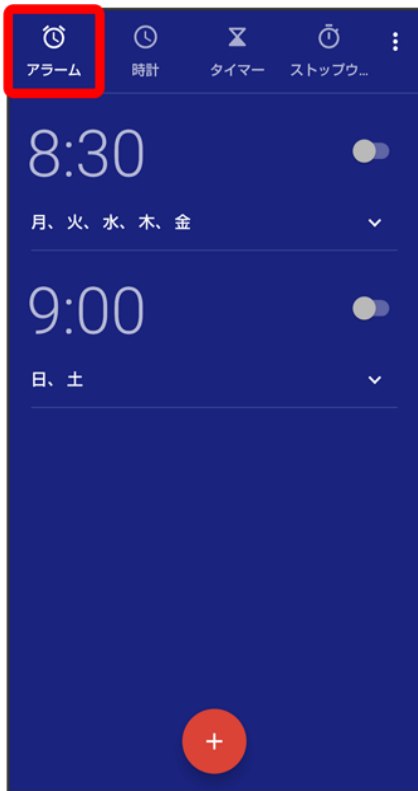 アラーム 時計 タイマー ストップウ...
8:30
月、火、水、木、金
9:00
日、土